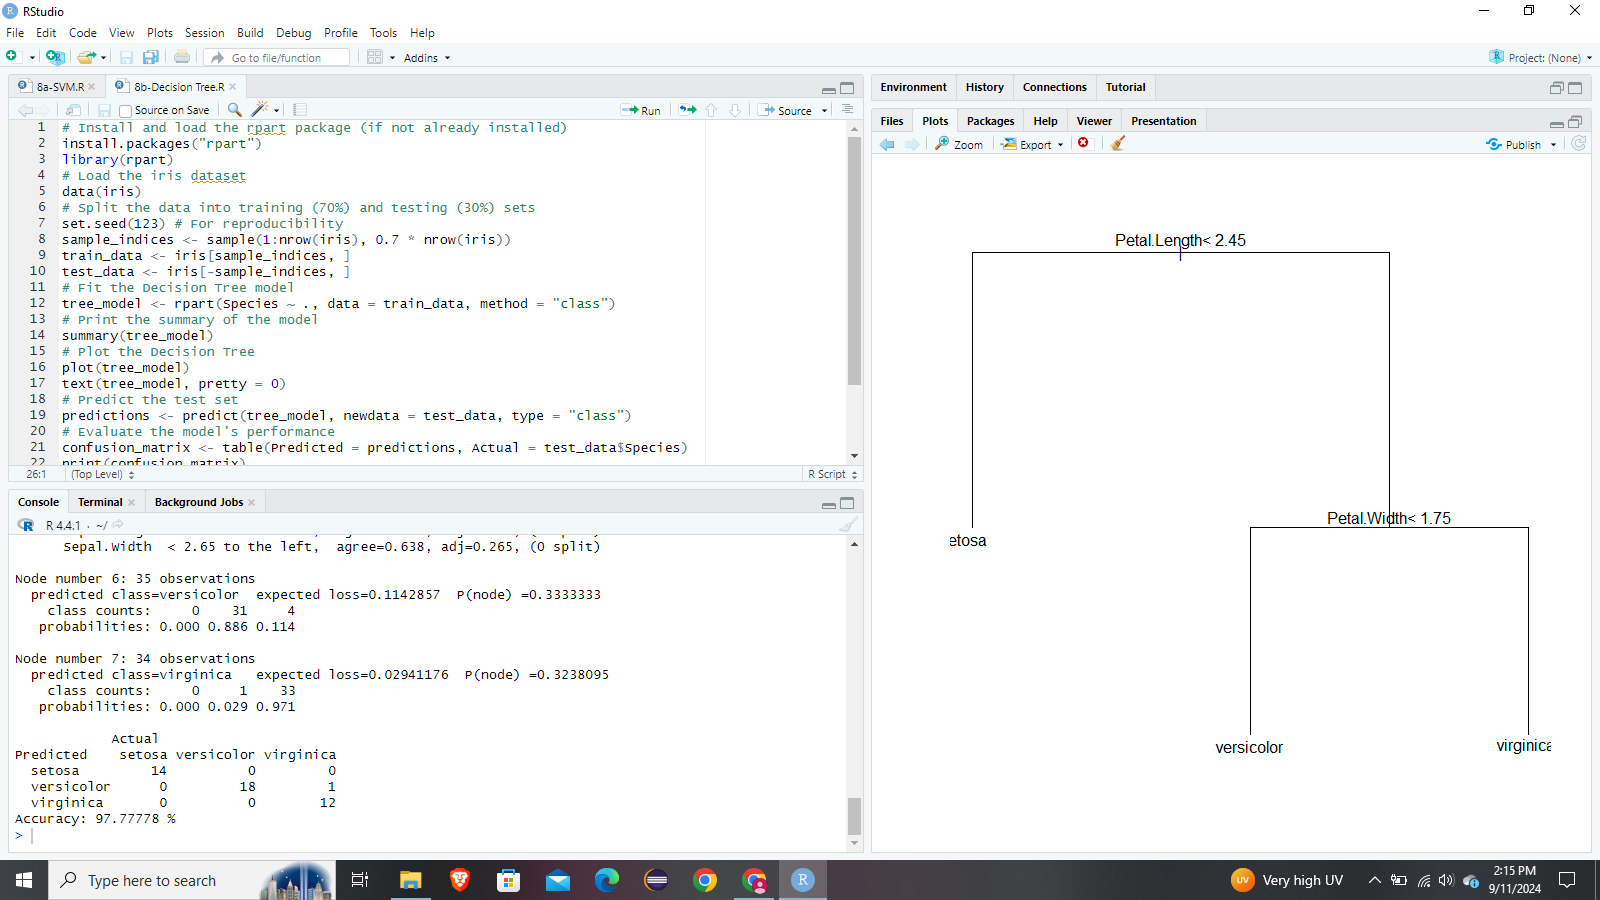 RStudio
File Edit Code View Plots Session Build Debug Profile Tools Help
Go to file/function Addins Project: (None)
8a-SVM.R 8b-Decision Tree.R
Source on Save Run Source
1 # Install and load the rpart package (if not already installed)
2 install.packages("rpart")
3 library(rpart)
4 # Load the iris dataset
5 data(iris)
6 # Split the data into training (70%) and testing (30%) sets
7 set.seed(123) # For reproducibility
8 sample_indices <- sample(1:nrow(iris), 0.7 * nrow(iris))
9 train_data <- iris[sample_indices, ]
10 test_data <- iris[-sample_indices, ]
11 # Fit the Decision Tree model
12 tree_model <- rpart(Species ~ ., data = train_data, method = "class")
13 # Print the summary of the model
14 summary(tree_model)
15 # Plot the Decision Tree
16 plot(tree_model)
17 text(tree_model, pretty = 0)
18 # Predict the test set
19 predictions <- predict(tree_model, newdata = test_data, type = "class")
20 # Evaluate the model's performance
21 confusion_matrix <- table(Predicted = predictions, Actual = test_data$Species)
22 print(confusion_matrix)
26:1 (Top Level) R Script
Console Terminal Background Jobs
R 4.4.1 · ~/
Sepal.Width < 2.65 to the left, agree=0.638, adj=0.265, (0 split)
Node number 6: 35 observations
predicted class=versicolor expected loss=0.1142857 P(node) =0.3333333
class counts: 0 31 4
probabilities: 0.000 0.886 0.114
Node number 7: 34 observations
predicted class=virginica expected loss=0.02941176 P(node) =0.3238095
class counts: 0 1 33
probabilities: 0.000 0.029 0.971
Actual
Predicted setosa versicolor virginica
setosa 14 0 0
versicolor 0 18 1
virginica 0 0 12
Accuracy: 97.77778 %
>
Environment History Connections Tutorial
Files Plots Packages Help Viewer Presentation
Zoom Export Publish
Petal.Length< 2.45
Petal.Width< 1.75
etosa
versicolor
virginica
Type here to search
UV Very high UV
2:15 PM
9/11/2024